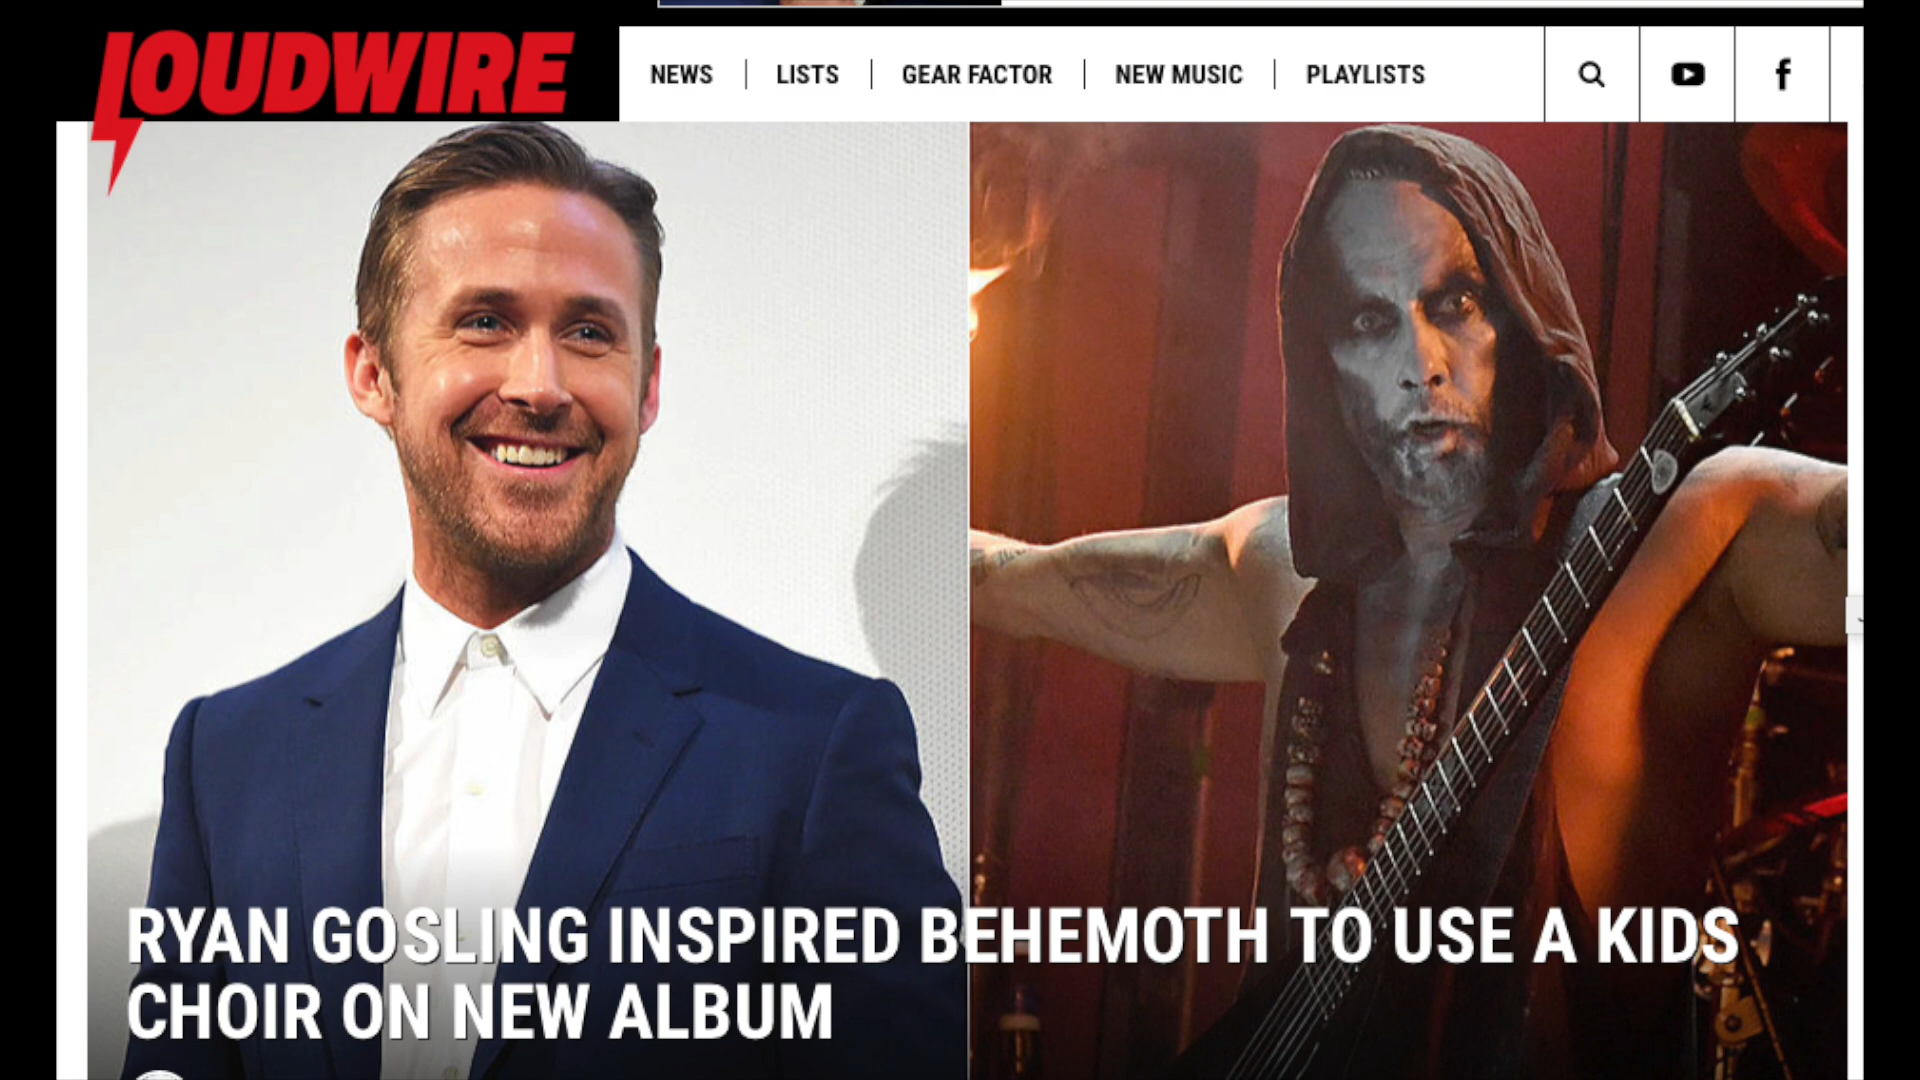 LOUDWIRE
NEWS LISTS GEAR FACTOR NEW MUSIC PLAYLISTS
RYAN GOSLING INSPIRED BEHEMOTH TO USE A KIDS
CHOIR ON NEW ALBUM